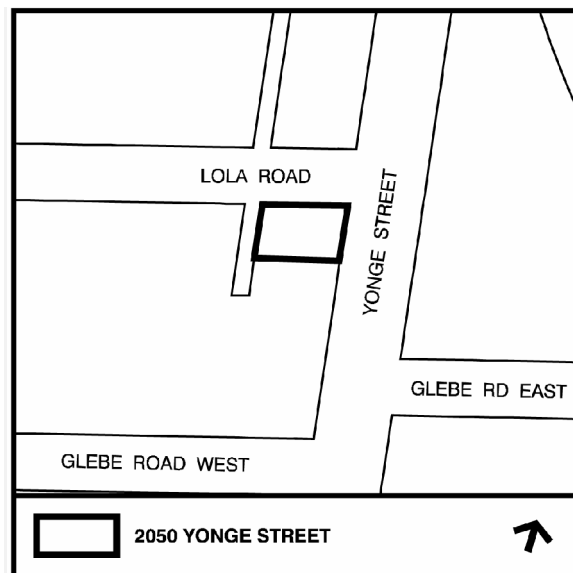 LOLA ROAD
YONGE STREET
GLEBE RD EAST
GLEBE ROAD WEST
2050 YONGE STREET